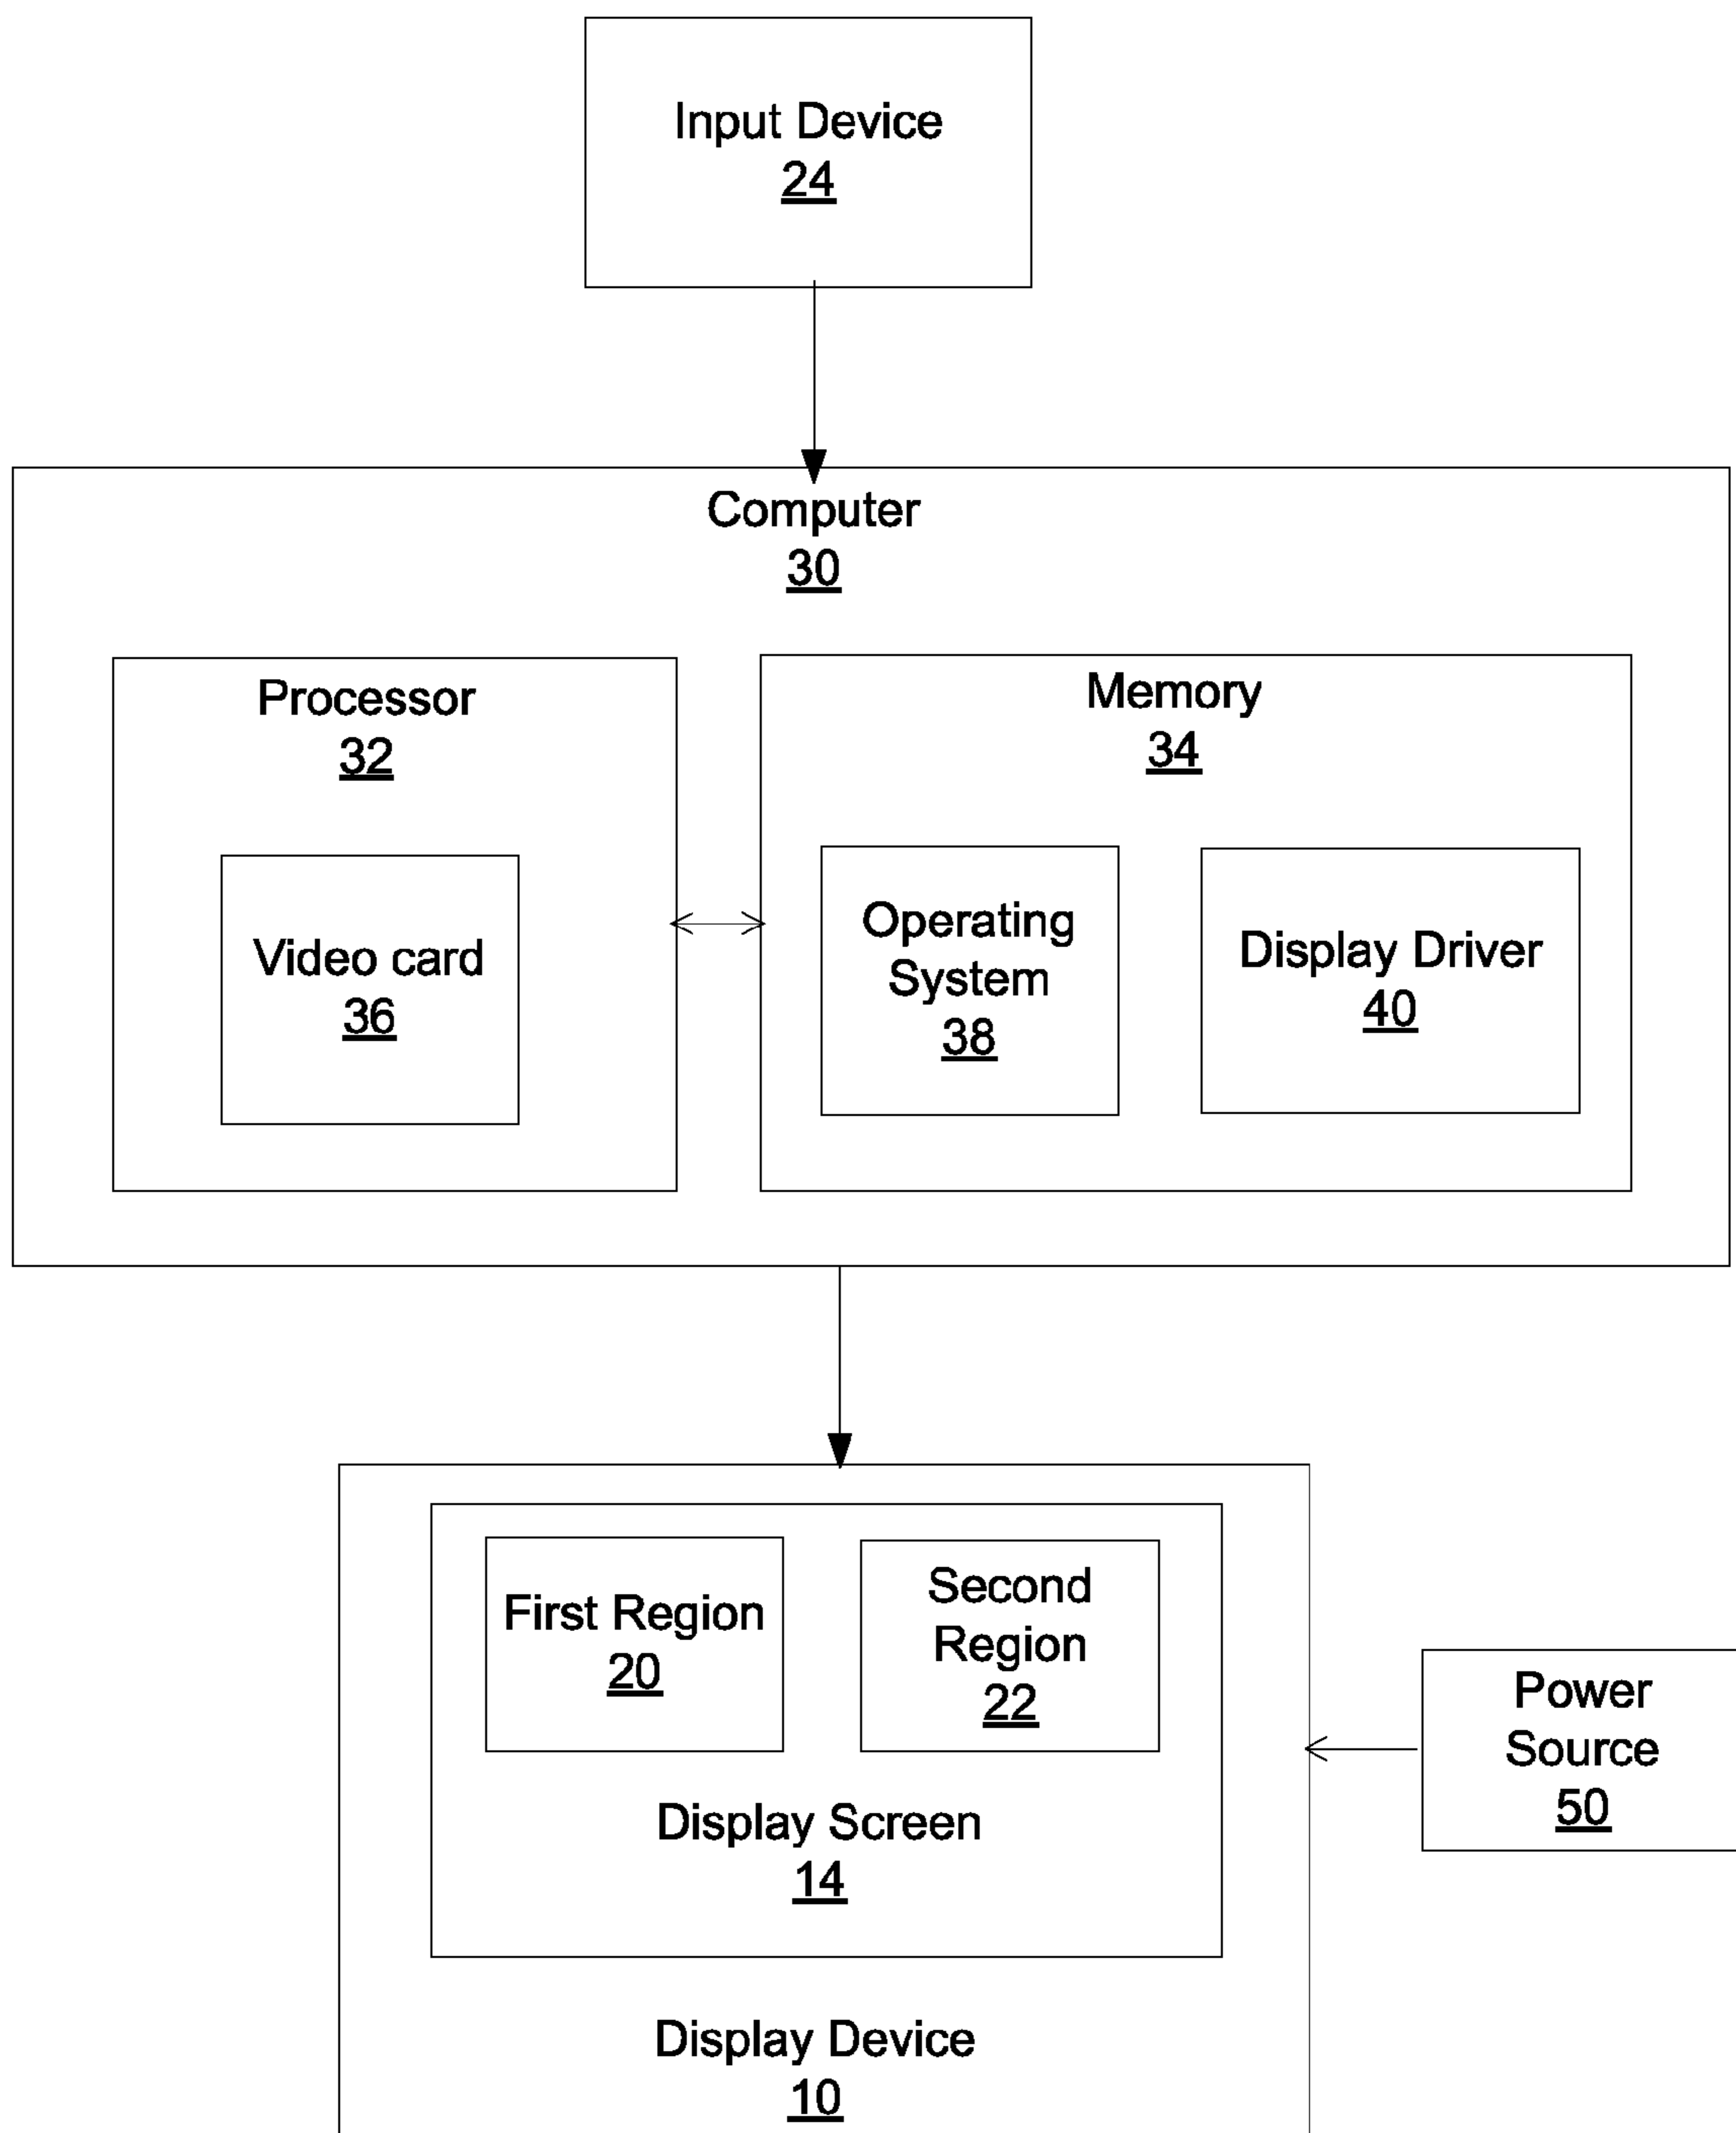 Input Device
24
Computer
30
Processor
32
Video card
36
Memory
34
Operating
System
38
Display Driver
40
First Region
20
Second
Region
22
Display Screen
14
Display Device
10
Power
Source
50